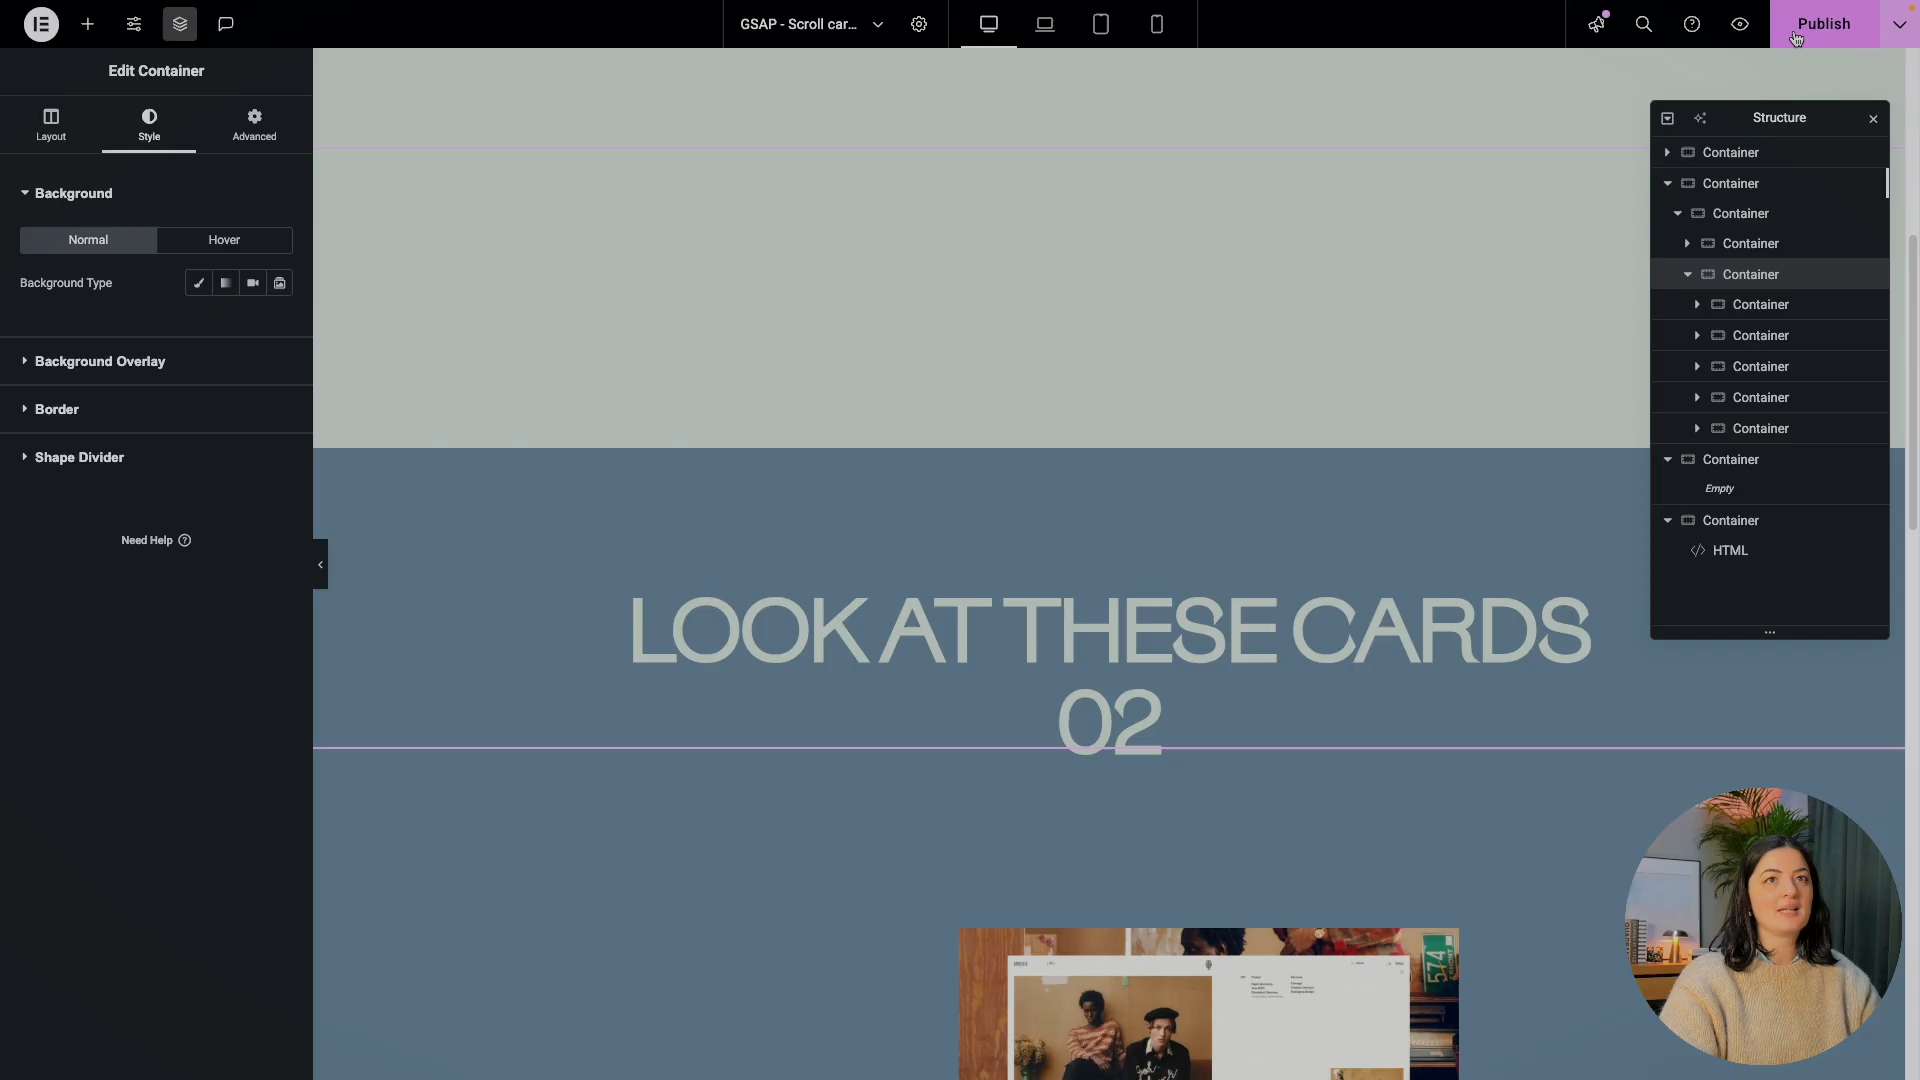 GSAP - Scroll car...
Publish
Edit Container
Layout
Style
Advanced
Background
Normal
Hover
Background Type
Background Overlay
Border
Shape Divider
Need Help
Structure
Container
Container
Container
Container
Container
Container
Container
Container
Container
Container
Container
Empty
Container
HTML
LOOK AT THESE CARDS
02
574